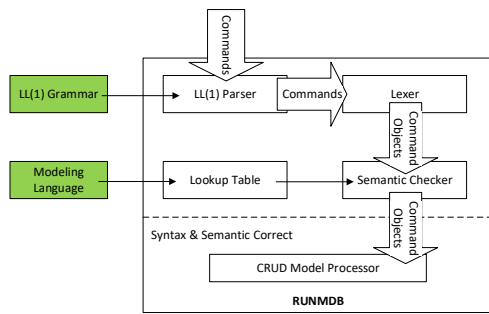 Commands
LL(1) Grammar
LL(1) Parser
Commands
Lexer
Command
Objects
Modeling
Language
Lookup Table
Semantic Checker
Command
Objects
Syntax & Semantic Correct
CRUD Model Processor
RUNMDB